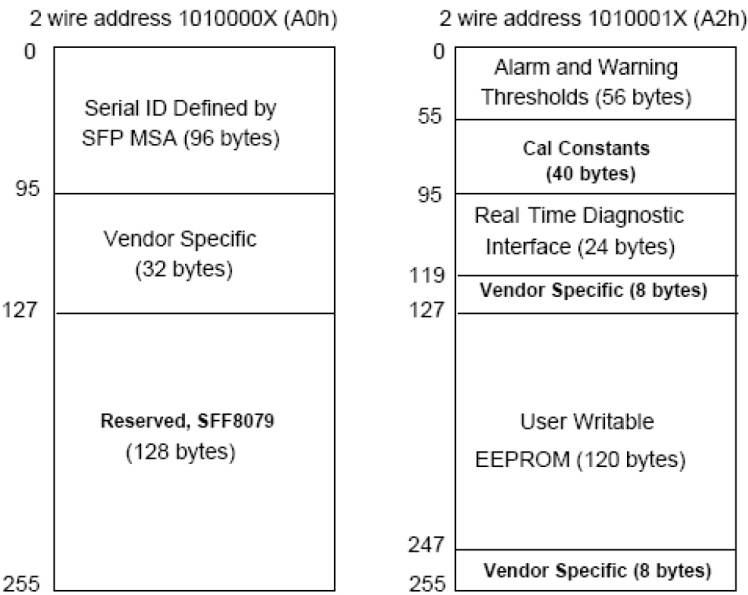 2 wire address 1010000X (A0h)
0
Serial ID Defined by
SFP MSA (96 bytes)
95
Vendor Specific
(32 bytes)
127
Reserved, SFF8079
(128 bytes)
255
2 wire address 1010001X (A2h)
0
Alarm and Warning
Thresholds (56 bytes)
55
Cal Constants
(40 bytes)
95
Real Time Diagnostic
Interface (24 bytes)
119
Vendor Specific (8 bytes)
127
User Writable
EEPROM (120 bytes)
247
Vendor Specific (8 bytes)
255